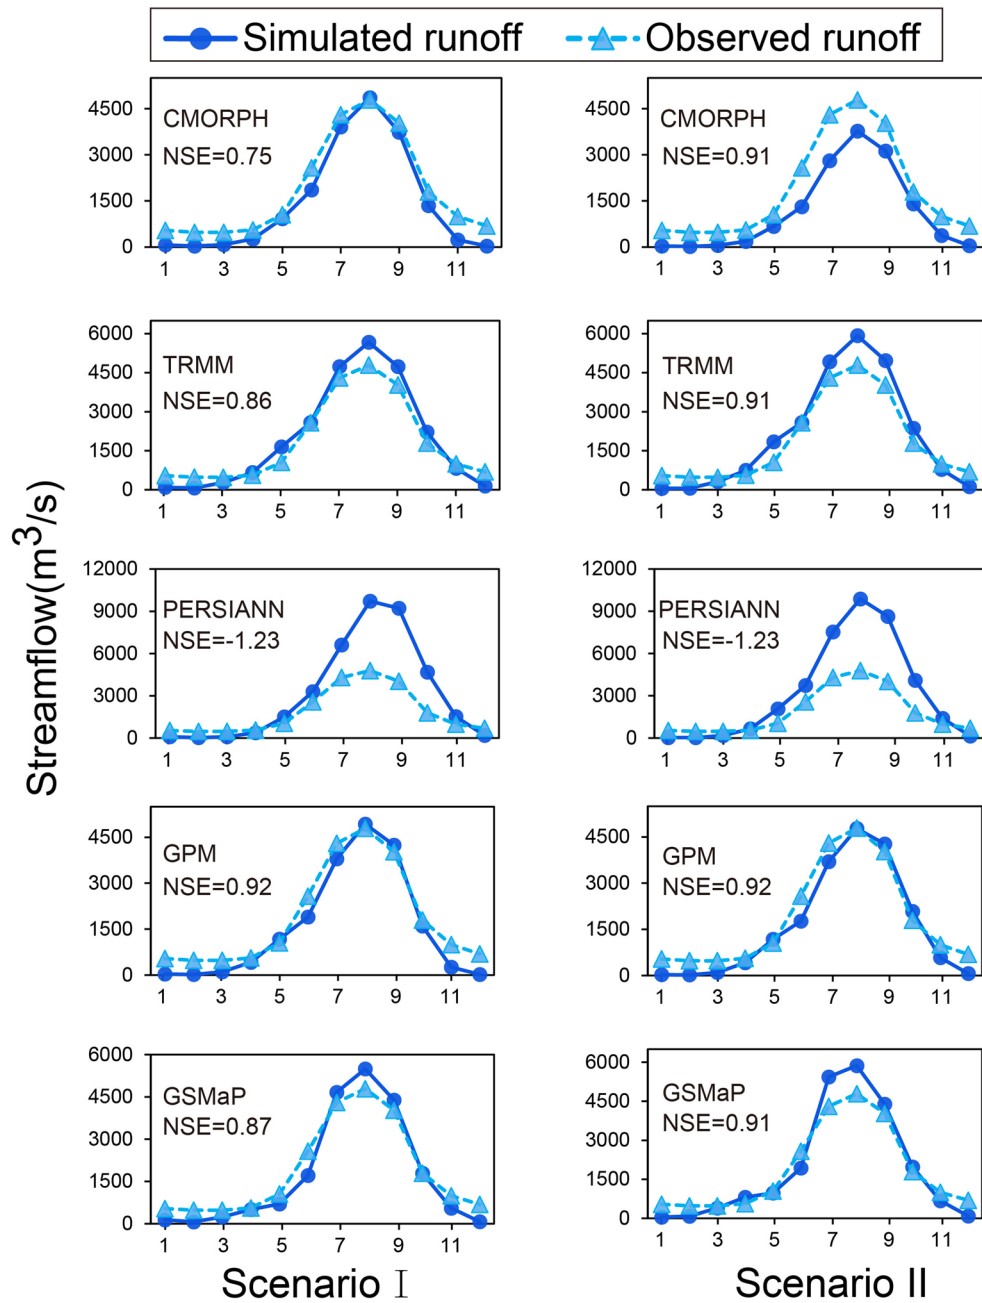 Simulated runoff Observed runoff
Streamflow(m³/s)
4500
3000
1500
0
CMORPH
NSE=0.75
1 3 5 7 9 11
4500
3000
1500
0
CMORPH
NSE=0.91
1 3 5 7 9 11
6000
4500
3000
1500
0
TRMM
NSE=0.86
1 3 5 7 9 11
6000
4500
3000
1500
0
TRMM
NSE=0.91
1 3 5 7 9 11
12000
9000
6000
3000
0
PERSIANN
NSE=-1.23
1 3 5 7 9 11
12000
9000
6000
3000
0
PERSIANN
NSE=-1.23
1 3 5 7 9 11
4500
3000
1500
0
GPM
NSE=0.92
1 3 5 7 9 11
4500
3000
1500
0
GPM
NSE=0.92
1 3 5 7 9 11
6000
4500
3000
1500
0
GSMaP
NSE=0.87
1 3 5 7 9 11
6000
4500
3000
1500
0
GSMaP
NSE=0.91
1 3 5 7 9 11
Scenario I
Scenario II